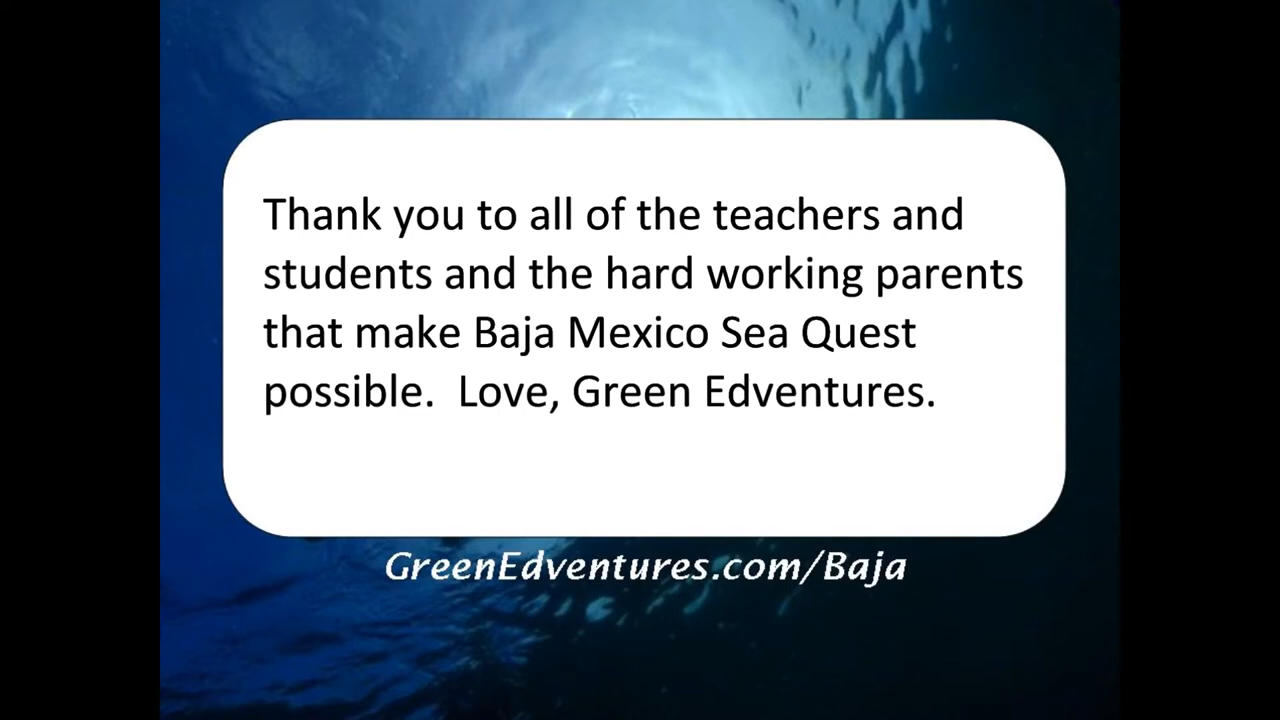 Thank you to all of the teachers and
students and the hard working parents
that make Baja Mexico Sea Quest
possible.  Love, Green Edventures.
GreenEdventures.com/Baja